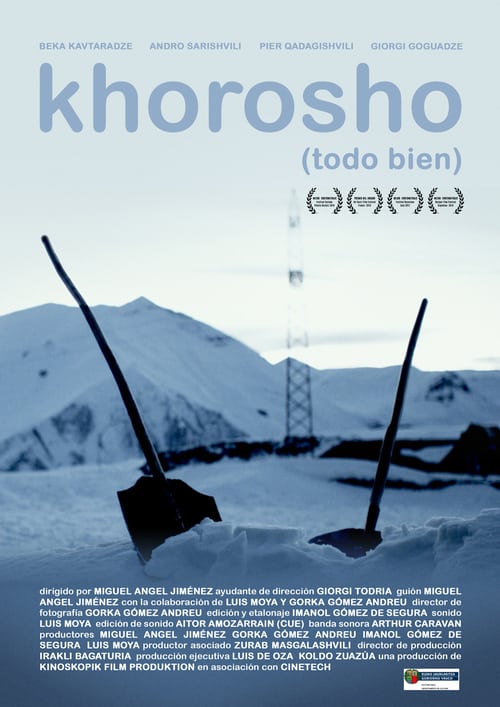 BEKA KAVTARADZE ANDRO SARISHVILI PIER QADAGISHVILI GIORGI GOGUADZE
khorosho
(todo bien)
dirigido por MIGUEL ANGEL JIMÉNEZ ayudante de dirección GIORGI TODRIA guión MIGUEL
ANGEL JIMÉNEZ con la colaboración de LUIS MOYA Y GORKA GÓMEZ ANDREU director de
fotografía GORKA GÓMEZ ANDREU edición y etalonaje IMANOL GÓMEZ DE SEGURA sonido
LUIS MOYA edición de sonido AITOR AMOZARRAIN (CUE) banda sonora ARTHUR CARAVAN
productores MIGUEL ANGEL JIMÉNEZ GORKA GÓMEZ ANDREU IMANOL GÓMEZ DE
SEGURA LUIS MOYA productor asociado ZURAB MASGALASHVILI director de producción
IRAKLI BAGATURIA producción ejecutiva LUIS DE OZA KOLDO ZUAZÚA una producción de
KINOSKOPIK FILM PRODUKTION en asociación con CINETECH
EUSKO JAURLARITZA
GOBIERNO VASCO